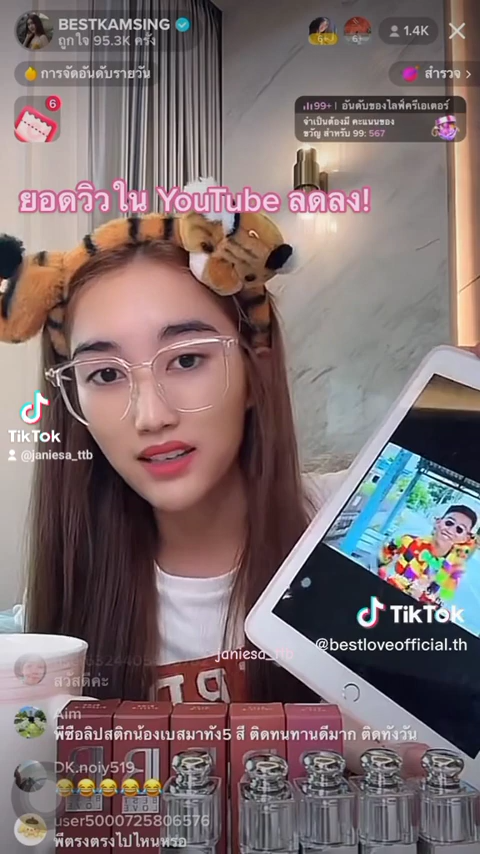 BESTKAMSING
ถูกใจ 95.3K ครั้ง
1.4K
การจัดอันดับรายวัน
สำรวจ
6
99+ | อันดับของไลฟ์ครีเอเตอร์
จำเป็นต้องมี คะแนนของ
ขวัญ สำหรับ 99: 567
ยอดวิวใน YouTube ลดลง!
TikTok
@janiesa_ttb
TikTok
@bestloveofficial.th
janiesa_ttb
สวัสดีค่ะ
Aim
พี่ซื้อลิปสติกน้องเบสมาทั้ง5 สี ติดทนทานดีมาก ติดทั้งวัน
DK.noiy519
😂😂😂😂😂
user5000725806576
พี่ตรงตรงไปไหนหรอ